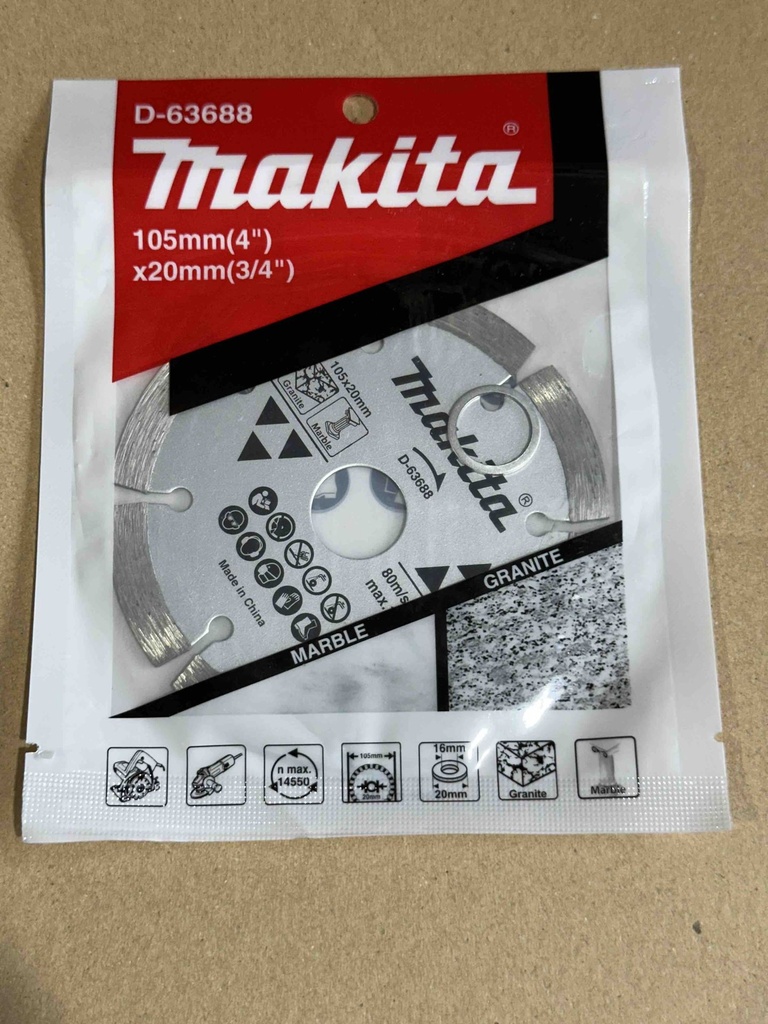 D-63688
makita®
105mm(4")
x20mm(3/4")
105x20mm
Granite
Marble
makita®
D-63688
80m/s
max.
Made in China
MARBLE
GRANITE
n max.
14550
105mm
20mm
16mm
20mm
Granite
Marble